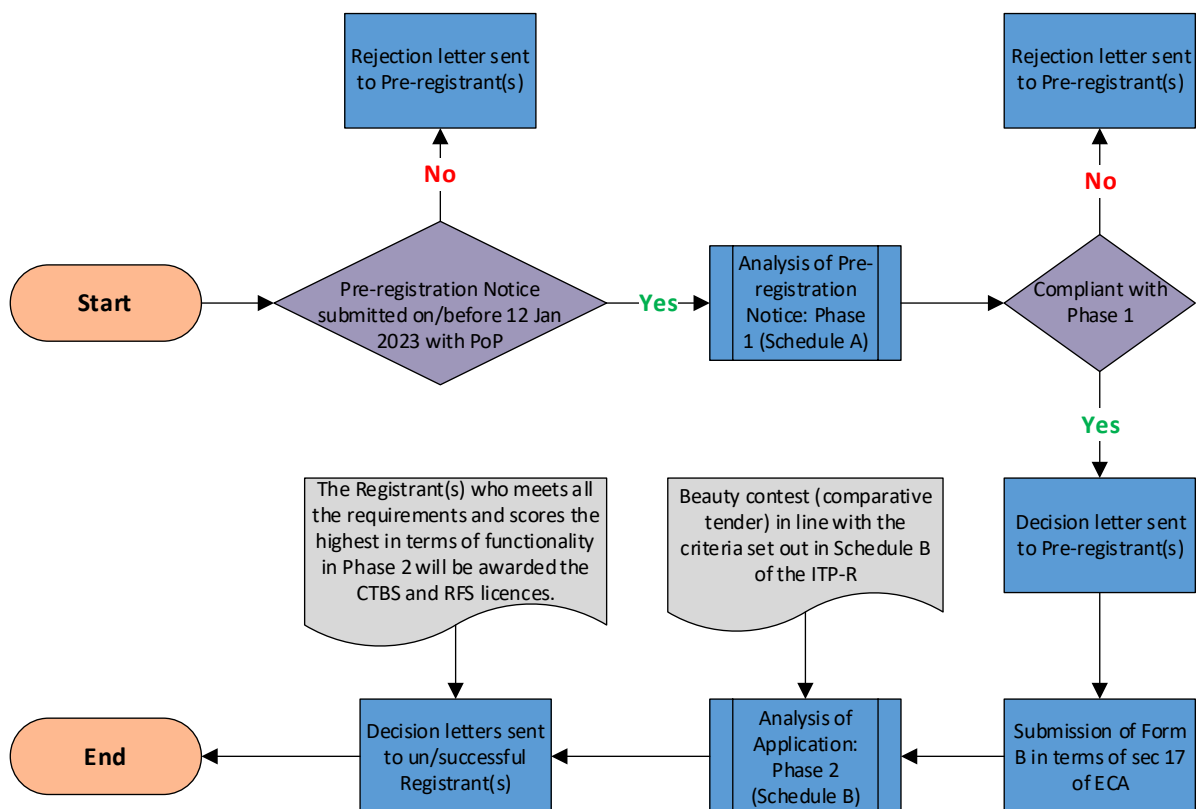 Rejection letter sent
to Pre-registrant(s)
Rejection letter sent
to Pre-registrant(s)
No
No
Start
Pre-registration Notice
submitted on/before 12 Jan
2023 with PoP
Yes
Analysis of Pre-
registration
Notice: Phase
1 (Schedule A)
Compliant with
Phase 1
Yes
The Registrant(s) who meets all
the requirements and scores the
highest in terms of functionality
in Phase 2 will be awarded the
CTBS and RFS licences.
Beauty contest (comparative
tender) in line with the
criteria set out in Schedule B
of the ITP-R
Decision letter sent
to Pre-registrant(s)
End
Decision letters sent
to un/successful
Registrant(s)
Analysis of
Application:
Phase 2
(Schedule B)
Submission of Form
B in terms of sec 17
of ECA